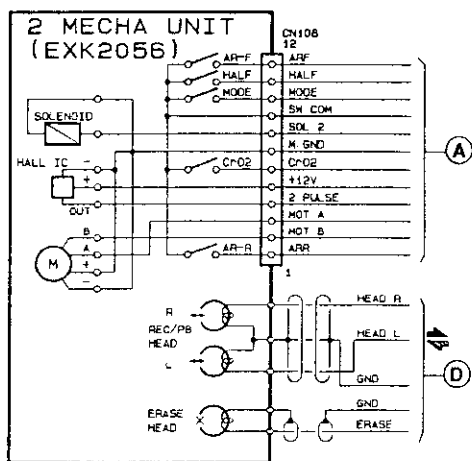 2 MECHA UNIT
(EXK2056)
CN108
12
AR-F
ARF
HALF
HALF
MODE
MODE
SW COM
SOLENOID
SOL 2
M.GND
HALL IC
-
CrO2
CrO2
+
+12V
OUT
2 PULSE
MOT A
B
MOT B
A
M
+
AR-R
ARR
-
1
A
R
HEAD R
REC/PB
HEAD
HEAD L
L
GND
D
GND
ERASE
HEAD
ERASE